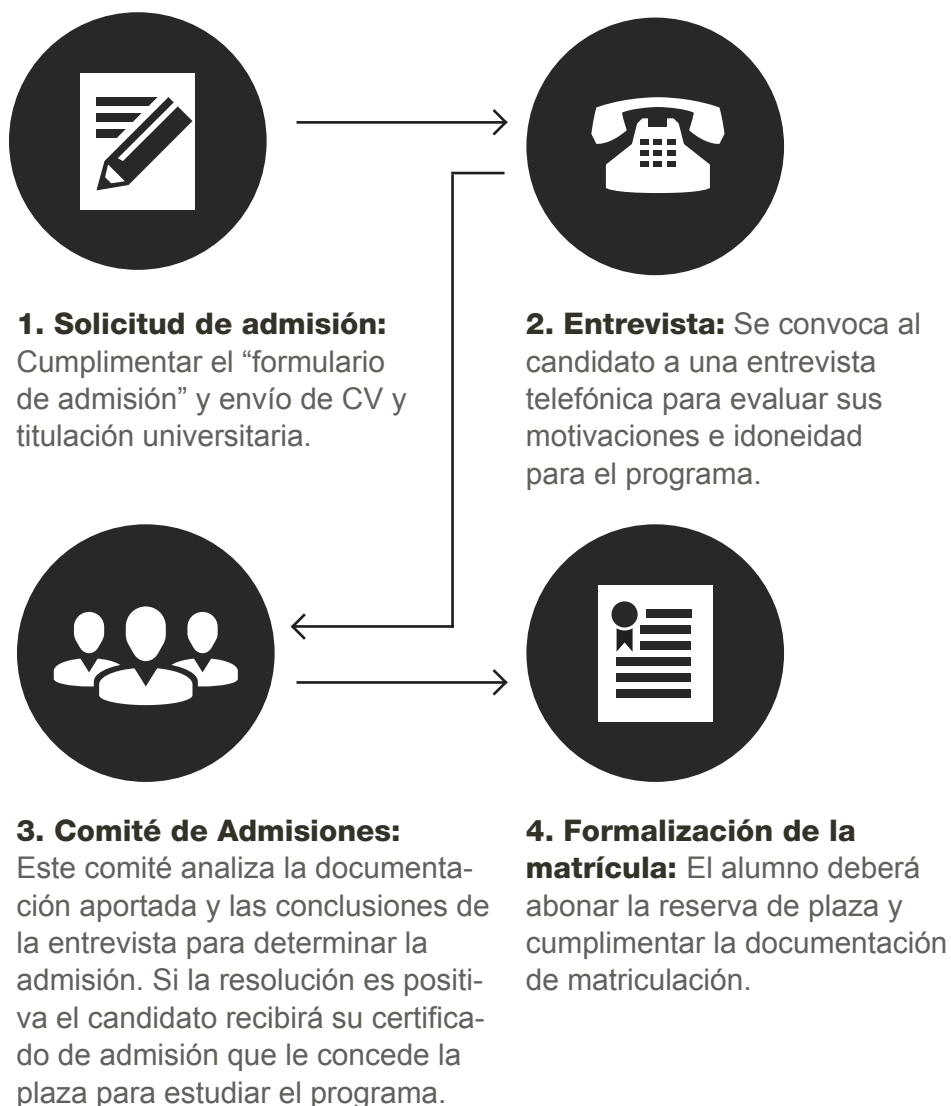 1. Solicitud de admisión:
Cumplimentar el “formulario
de admisión” y envío de CV y
titulación universitaria.
2. Entrevista: Se convoca al
candidato a una entrevista
telefónica para evaluar sus
motivaciones e idoneidad
para el programa.
3. Comité de Admisiones:
Este comité analiza la documenta-
ción aportada y las conclusiones de
la entrevista para determinar la
admisión. Si la resolución es positi-
va el candidato recibirá su certifica-
do de admisión que le concede la
plaza para estudiar el programa.
4. Formalización de la
matrícula: El alumno deberá
abonar la reserva de plaza y
cumplimentar la documentación
de matriculación.